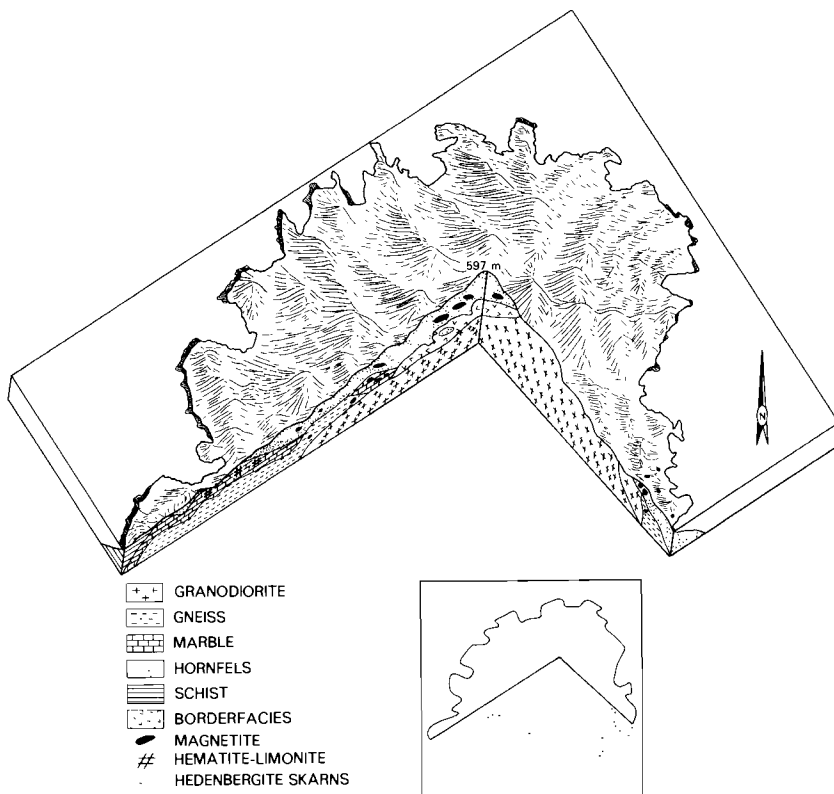 597 m
N
GRANODIORITE
GNEISS
MARBLE
HORNFELS
SCHIST
BORDERFACIES
MAGNETITE
HEMATITE-LIMONITE
HEDENBERGITE SKARNS